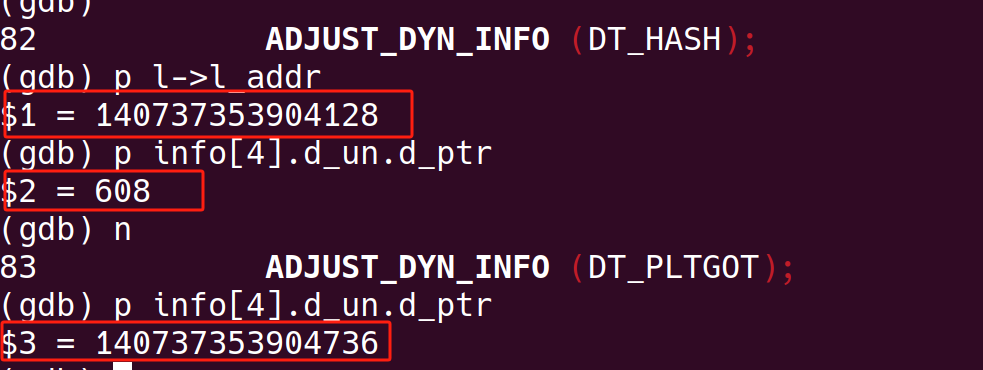 (gdb)
82              ADJUST_DYN_INFO (DT_HASH);
(gdb) p l->l_addr
$1 = 140737353904128
(gdb) p info[4].d_un.d_ptr
$2 = 608
(gdb) n
83              ADJUST_DYN_INFO (DT_PLTGOT);
(gdb) p info[4].d_un.d_ptr
$3 = 140737353904736
(gdb)